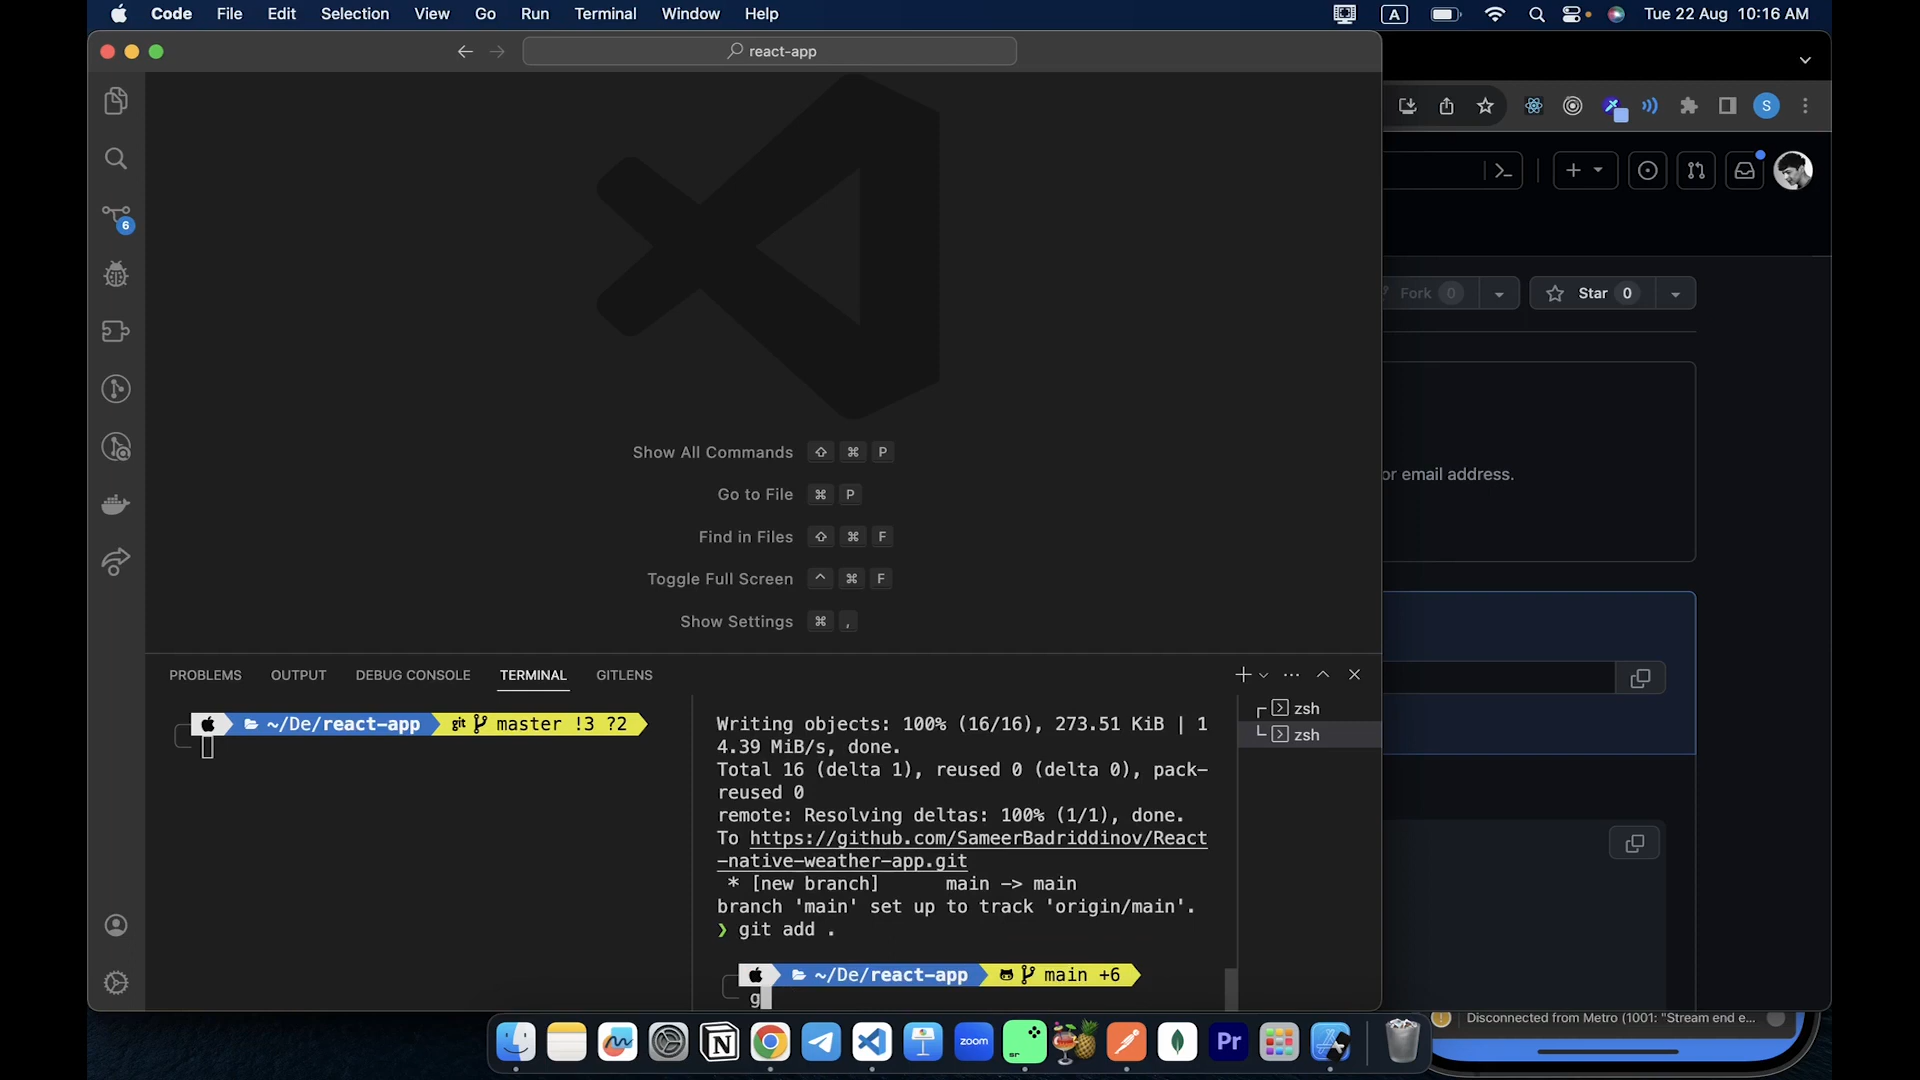 Code File Edit Selection View Go Run Terminal Window Help
A
Tue 22 Aug 10:16 AM
react-app
S
6
Fork 0
Star 0
or email address.
Show All Commands ⇧ ⌘ P
Go to File ⌘ P
Find in Files ⇧ ⌘ F
Toggle Full Screen ^ ⌘ F
Show Settings ⌘ ,
PROBLEMS OUTPUT DEBUG CONSOLE TERMINAL GITLENS
~/De/react-app git master !3 ?2
Writing objects: 100% (16/16), 273.51 KiB | 1
4.39 MiB/s, done.
Total 16 (delta 1), reused 0 (delta 0), pack-
reused 0
remote: Resolving deltas: 100% (1/1), done.
To https://github.com/SameerBadriddinov/React
-native-weather-app.git
* [new branch] main -> main
branch 'main' set up to track 'origin/main'.
❯ git add .
~/De/react-app main +6
g
zsh
zsh
Disconnected from Metro (1001: "Stream end e...
N
zoom
sr
Pr